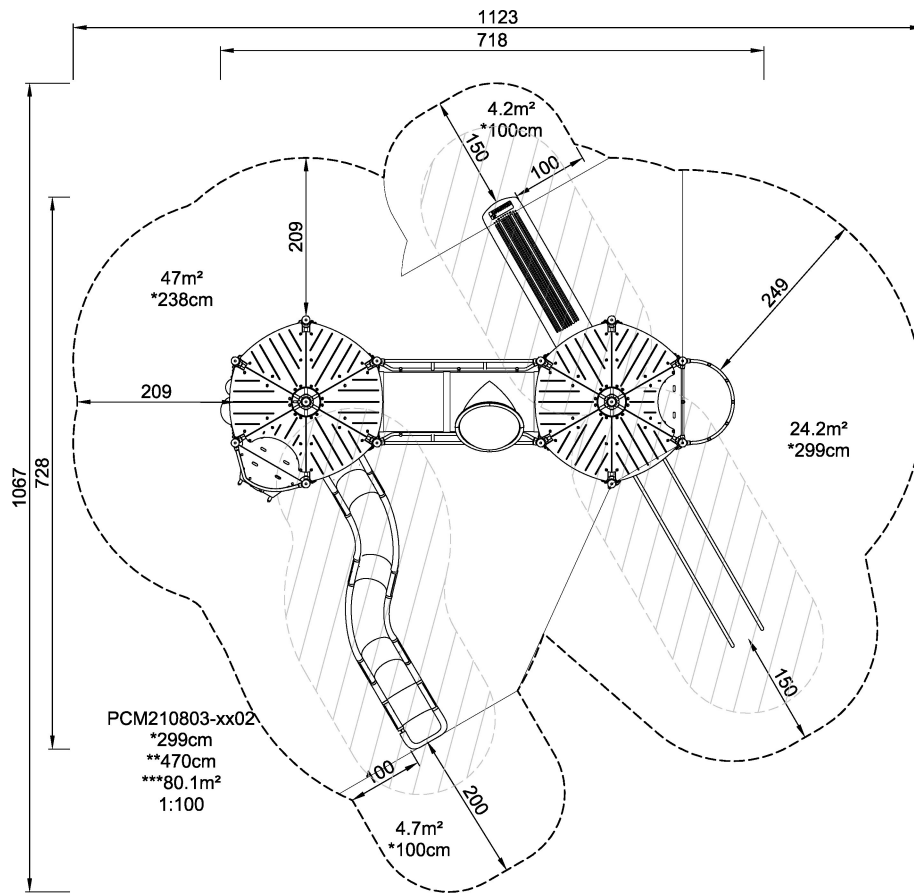 1123
718
4.2m²
*100cm
150
100
209
47m²
*238cm
249
209
24.2m²
*299cm
1067
728
150
PCM210803-xx02
*299cm
**470cm
***80.1m²
1:100
100
200
4.7m²
*100cm